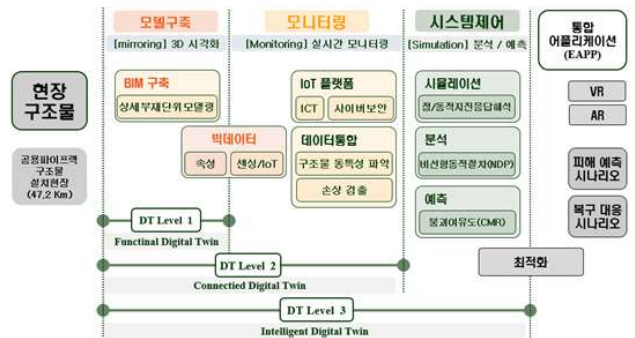 모델구축
[mirroring] 3D 시각화
모니터링
[Monitoring] 실시간 모니터링
시스템제어
[Simulation] 분석 / 예측
통합
어플리케이션
(EAPP)
현장
구조물
공용파이프랙
구조물
설치현장
(47.2 Km)
BIM 구축
상세부재단위모델링
빅데이터
속성
센싱/IoT
IoT 플랫폼
ICT
사이버보안
데이터통합
구조물 동특성 파악
손상 검출
시뮬레이션
정/동적지진응답해석
분석
비선형동적절차(NDP)
예측
붕괴여유도(CMR)
VR
AR
피해 예측
시나리오
복구 대응
시나리오
최적화
DT Level 1
Functinal Digital Twin
DT Level 2
Connectied Digital Twin
DT Level 3
Intelligent Digital Twin